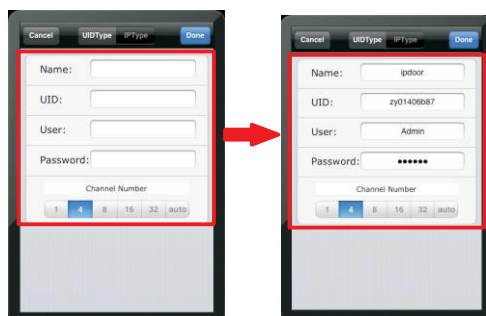 Cancel UIDType IPType Done
Name:
UID:
User:
Password:
Channel Number
1 4 8 16 32 auto
Cancel UIDType IPType Done
Name: ipdoor
UID: zy01406b87
User: Admin
Password: ••••••
Channel Number
1 4 8 16 32 auto